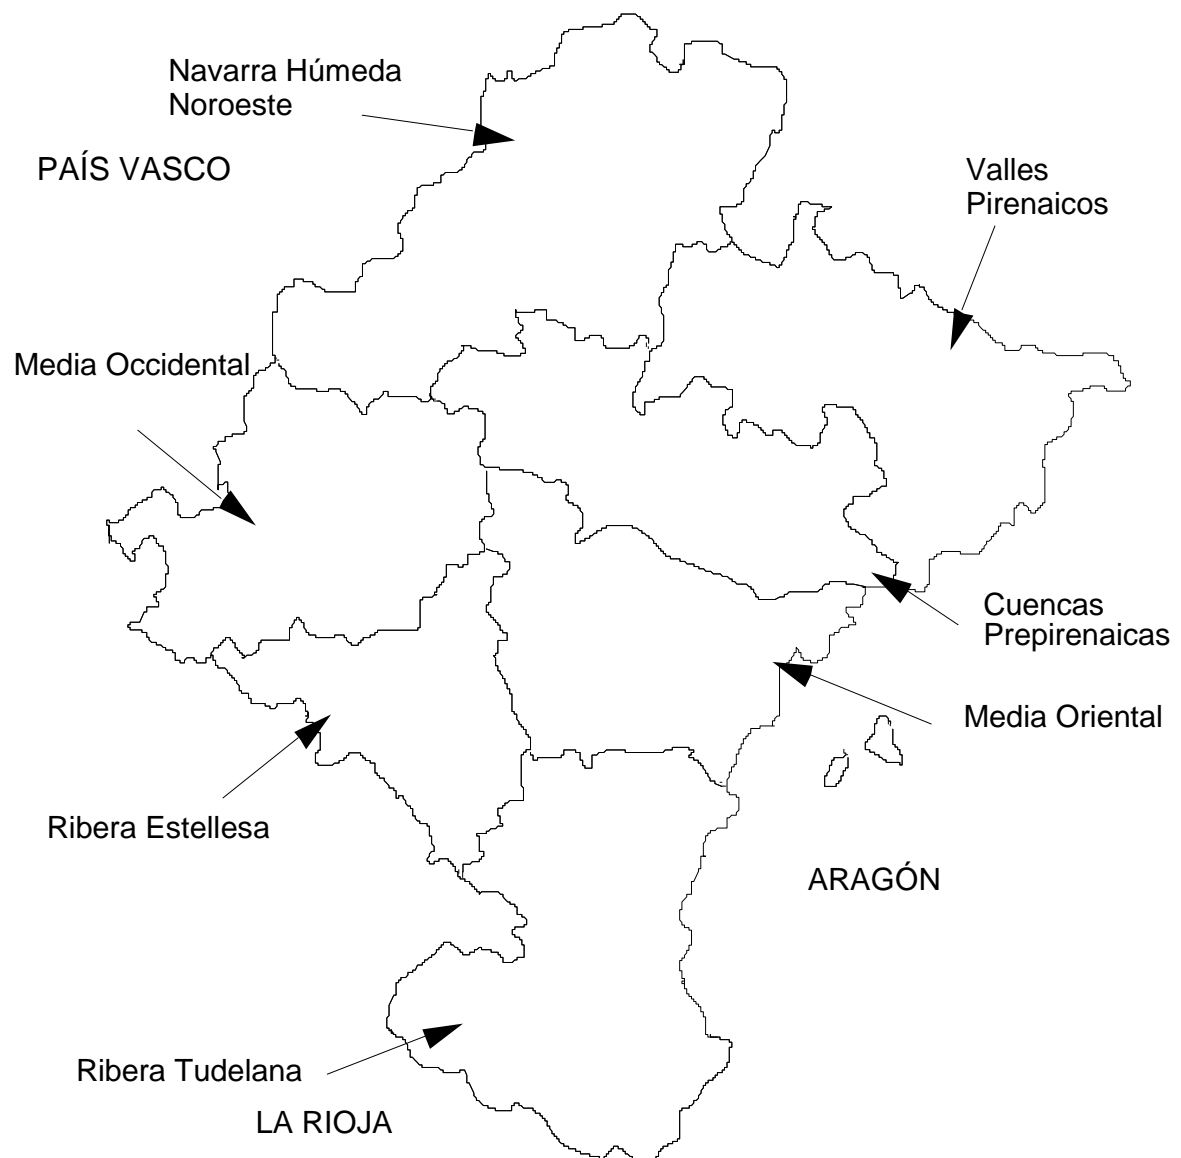 Navarra Húmeda
Noroeste
PAÍS VASCO
Valles
Pirenaicos
Media Occidental
Cuencas
Prepirenaicas
Media Oriental
Ribera Estellesa
ARAGÓN
Ribera Tudelana
LA RIOJA